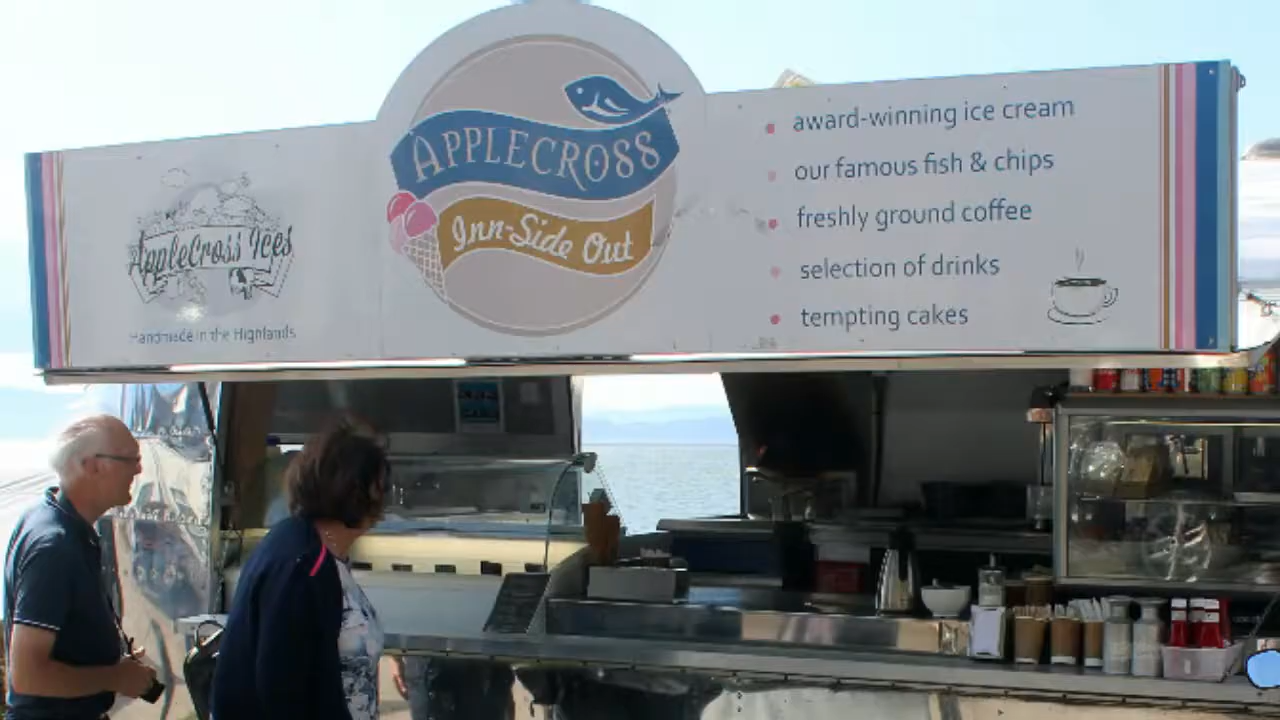 AppleCross Ices
Handmade in the Highlands
APPLECROSS
Inn-Side Out
award-winning ice cream
our famous fish & chips
freshly ground coffee
selection of drinks
tempting cakes